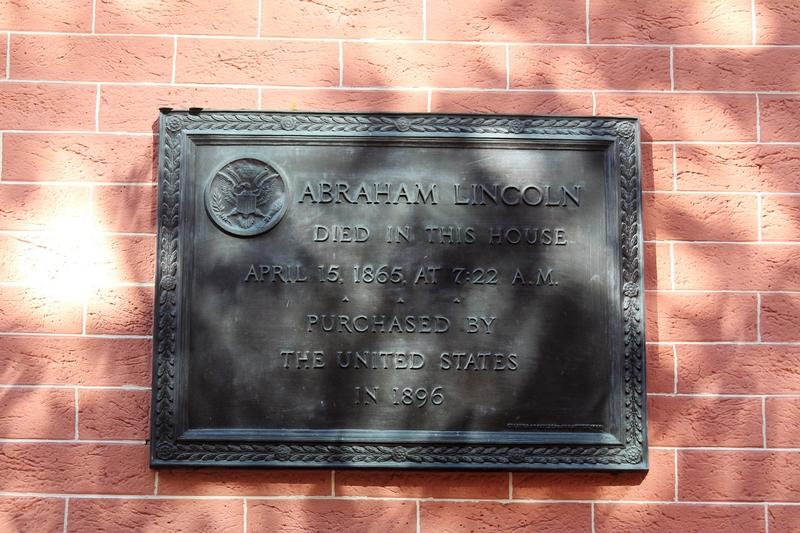 ABRAHAM LINCOLN
DIED IN THIS HOUSE
APRIL 15, 1865, AT 7:22 A.M.
PURCHASED BY
THE UNITED STATES
IN 1896